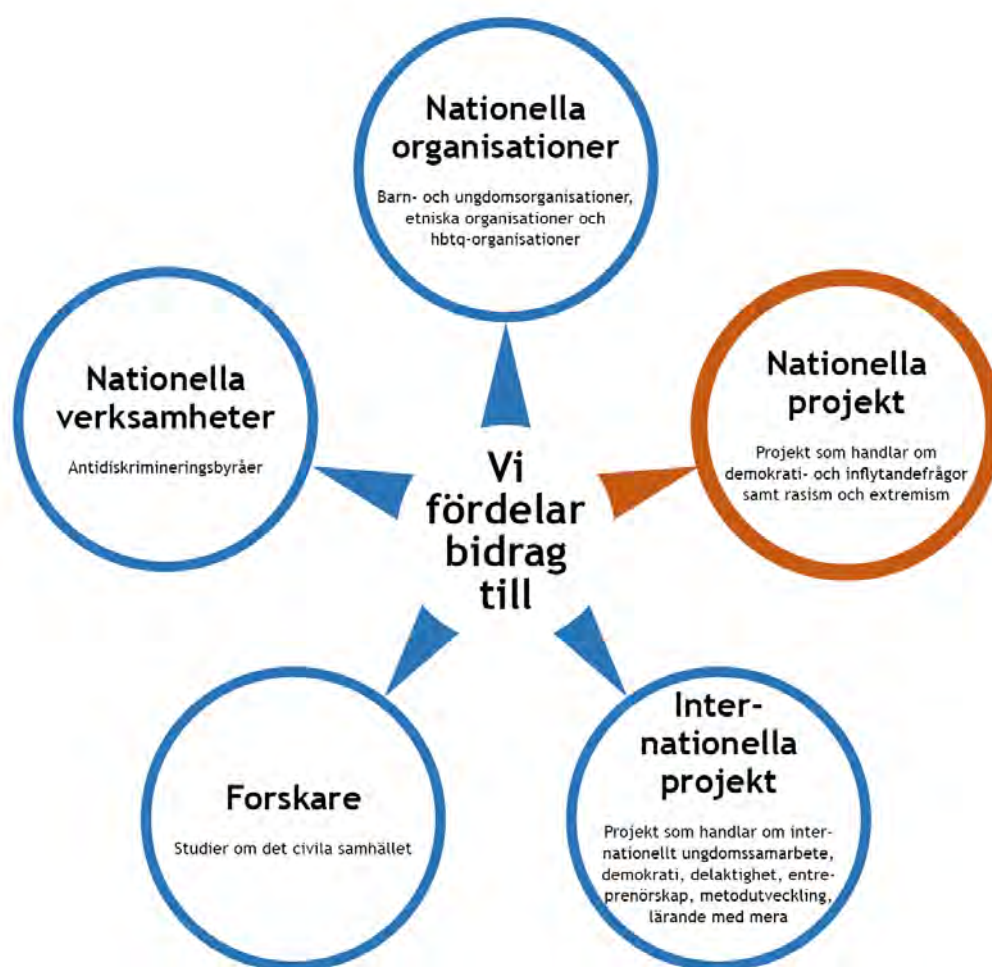 Nationella
organisationer
Barn- och ungdomsorganisationer,
etniska organisationer och
hbtq-organisationer
Nationella
verksamheter
Antidiskrimineringsbyråer
Nationella
projekt
Projekt som handlar om
demokrati- och inflytandefrågor
samt rasism och extremism
Vi
fördelar
bidrag
till
Forskare
Studier om det civila samhället
Inter-
nationella
projekt
Projekt som handlar om inter-
nationellt ungdomssamarbete,
demokrati, delaktighet, entre-
prenörskap, metodutveckling,
lärande med mera